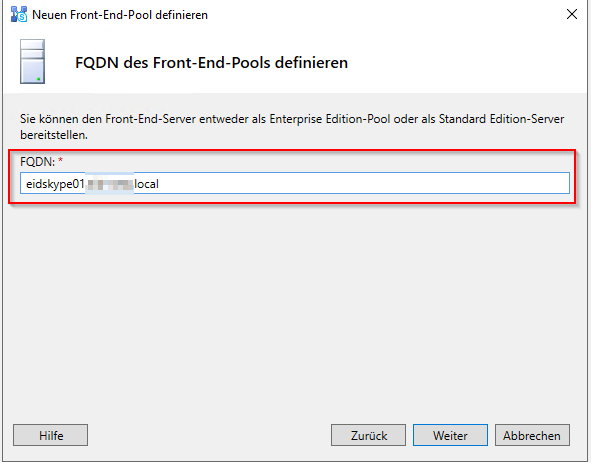 Neuen Front-End-Pool definieren
FQDN des Front-End-Pools definieren
Sie können den Front-End-Server entweder als Enterprise Edition-Pool oder als Standard Edition-Server
bereitstellen.
FQDN: *
eidskype01 local
Hilfe
Zurück
Weiter
Abbrechen